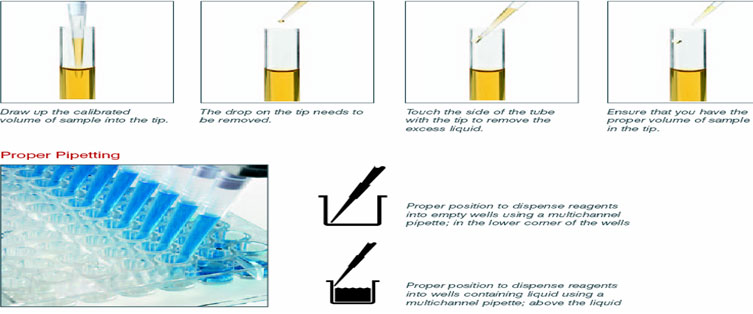 Draw up the calibrated
volume of sample into the tip.
The drop on the tip needs to
be removed.
Touch the side of the tube
with the tip to remove the
excess liquid.
Ensure that you have the
proper volume of sample
in the tip.
Proper Pipetting
Proper position to dispense reagents
into empty wells using a multichannel
pipette; in the lower corner of the wells
Proper position to dispense reagents
into wells containing liquid using a
multichannel pipette; above the liquid